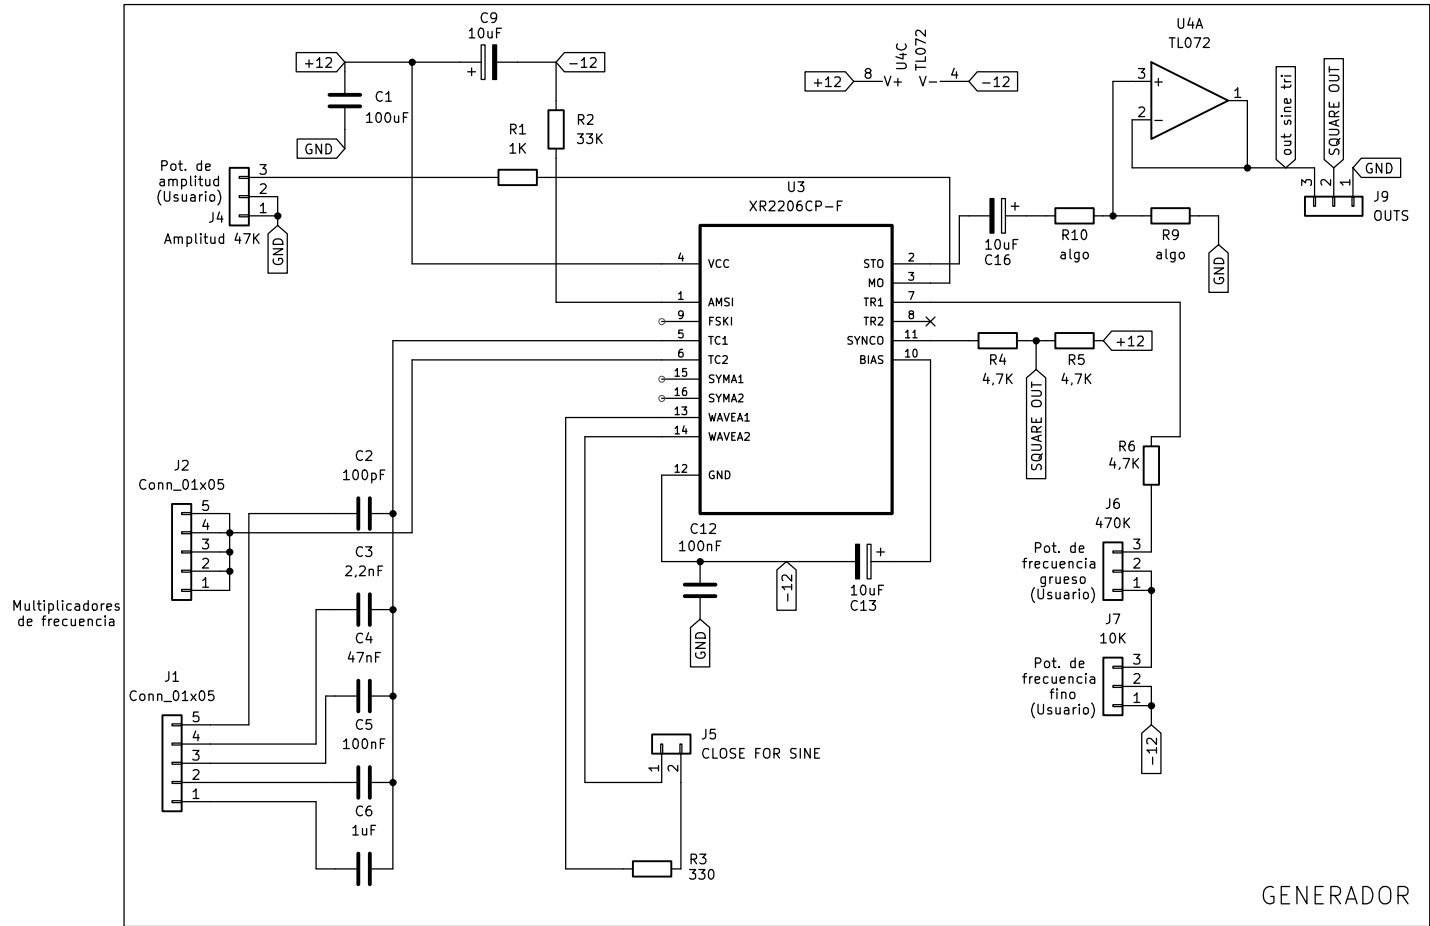 C9
10uF
+12
-12
C1
100uF
GND
R2
33K
R1
1K
Pot. de
amplitud
(Usuario)
3
2
1
J4
Amplitud 47K
GND
U4C
TL072
+12
8
V+
V-
4
-12
U4A
TL072
3
+
2
-
1
out sine tri
SQUARE OUT
GND
3
2
1
J9
OUTS
U3
XR2206CP-F
4 VCC
1 AMSI
9 FSKI
5 TC1
6 TC2
15 SYMA1
16 SYMA2
13 WAVEA1
14 WAVEA2
12 GND
STO 2
MO 3
TR1 7
TR2 8
SYNCO 11
BIAS 10
+
10uF
C16
R10
algo
R9
algo
GND
R4
4,7K
R5
4,7K
+12
SQUARE OUT
R6
4,7K
J6
470K
Pot. de
frecuencia
grueso
(Usuario)
3
2
1
J7
10K
Pot. de
frecuencia
fino
(Usuario)
3
2
1
-12
C12
100nF
GND
-12
+
10uF
C13
J2
Conn_01x05
5
4
3
2
1
Multiplicadores
de frecuencia
J1
Conn_01x05
5
4
3
2
1
C2
100pF
C3
2,2nF
C4
47nF
C5
100nF
C6
1uF
J5
CLOSE FOR SINE
1
2
R3
330
+
GENERADOR